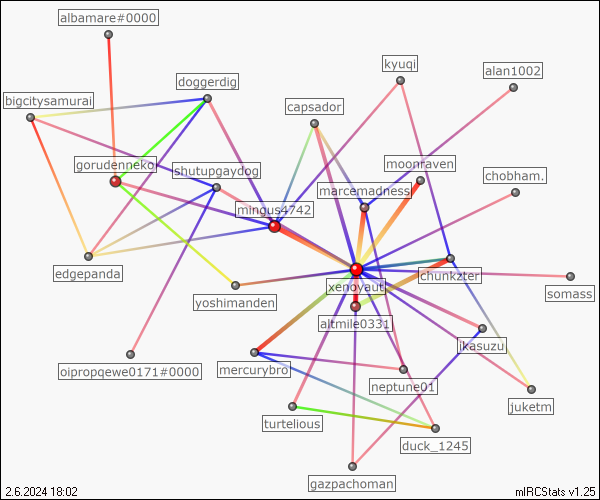 albamare#0000
kyuqi
alan1002
doggerdig
bigcitysamurai
capsador
gorudenneko
shutupgaydog
moonraven
chobham.
marcemadness
mingus4742
edgepanda
chunkzter
xenoyaut
yoshimanden
somass
altmile0331
ikasuzu
oipropqewe0171#0000
mercurybro
neptune01
juketm
turtelious
duck_1245
gazpachoman
2.6.2024 18:02
mIRCStats v1.25